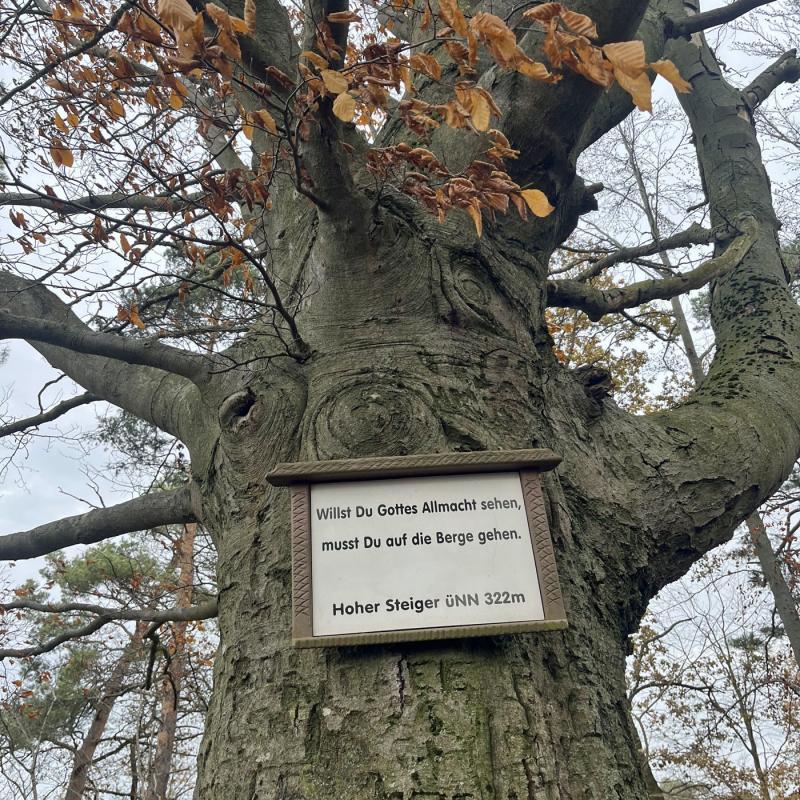 Willst Du Gottes Allmacht sehen,
musst Du auf die Berge gehen.
Hoher Steiger üNN 322m